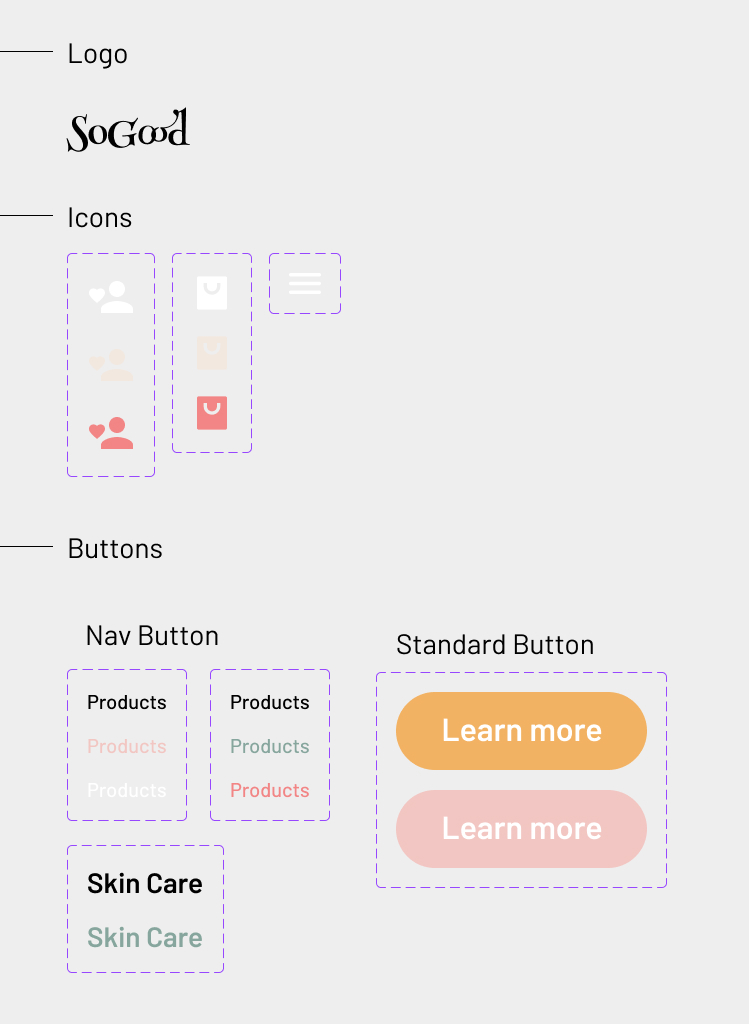 Logo
SoGood
Icons
Buttons
Nav Button
Standard Button
Products
Products
Products
Products
Products
Products
Learn more
Learn more
Skin Care
Skin Care